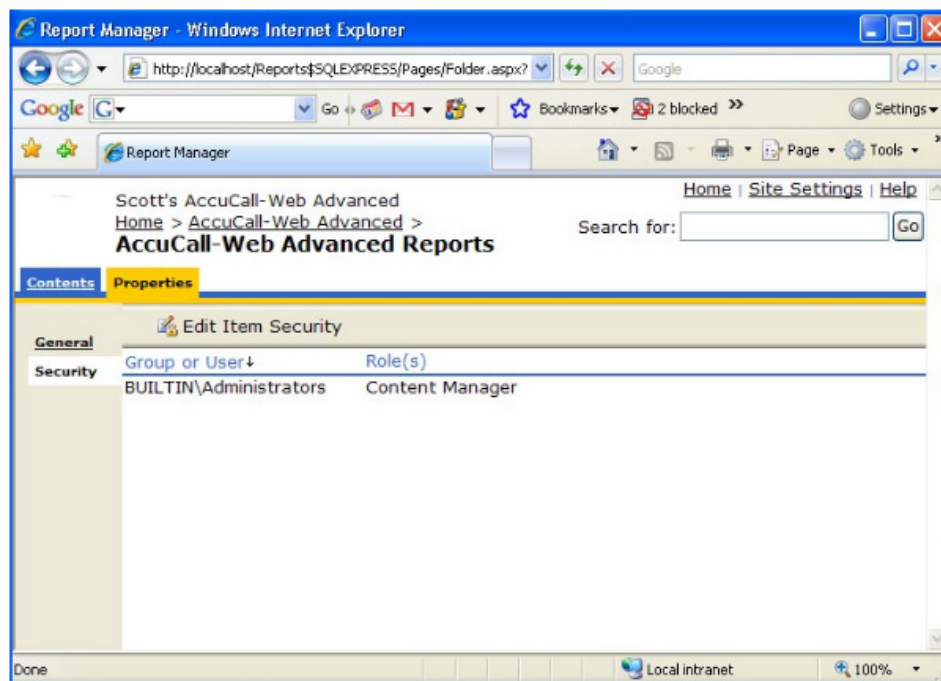 Report Manager - Windows Internet Explorer
http://localhost/Reports$SQLEXPRESS/Pages/Folder.aspx?
Google
Google G Go Bookmarks 2 blocked » Settings
Report Manager Page Tools »
Home | Site Settings | Help
Scott's AccuCall-Web Advanced
Home > AccuCall-Web Advanced >
AccuCall-Web Advanced Reports
Search for: Go
Contents Properties
Edit Item Security
General
Security
Group or User↓ Role(s)
BUILTIN\Administrators Content Manager
Done Local intranet 100%